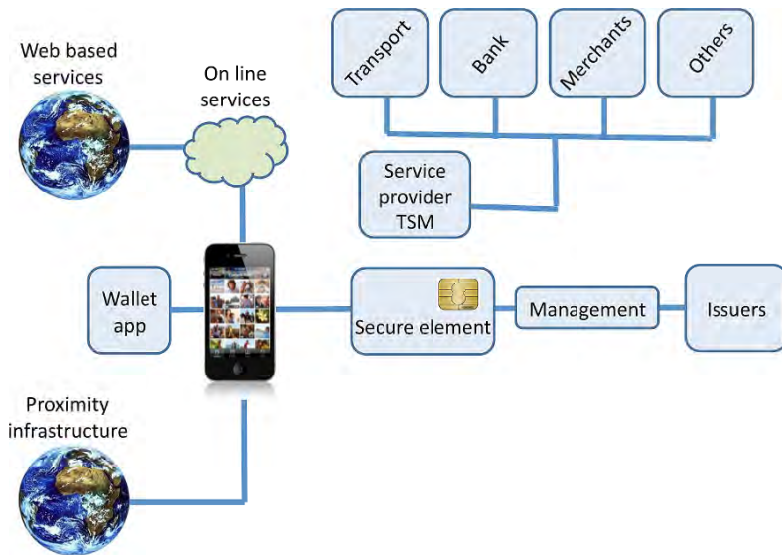 Web based
services
On line
services
Transport
Bank
Merchants
Others
Service
provider
TSM
Wallet
app
Secure element
Management
Issuers
Proximity
infrastructure